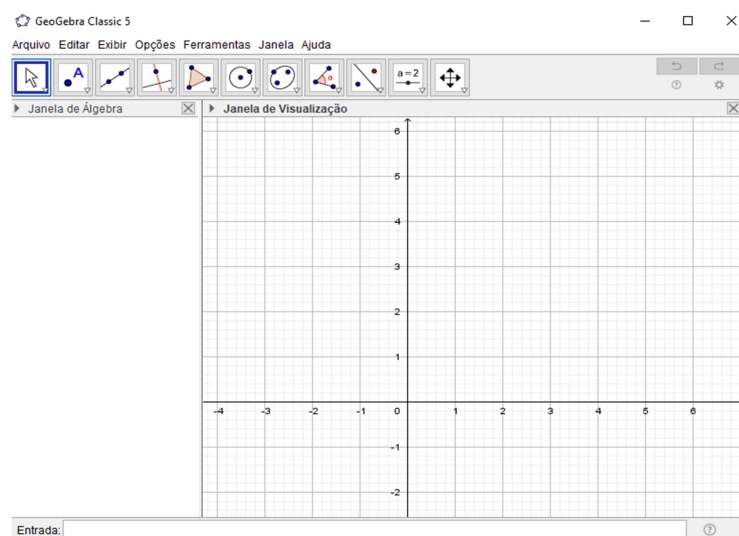 GeoGebra Classic 5
Arquivo Editar Exibir Opções Ferramentas Janela Ajuda
A
α
a=2
Janela de Álgebra
Janela de Visualização
6
5
4
3
2
1
-4 -3 -2 -1 0 1 2 3 4 5 6
-1
-2
Entrada: